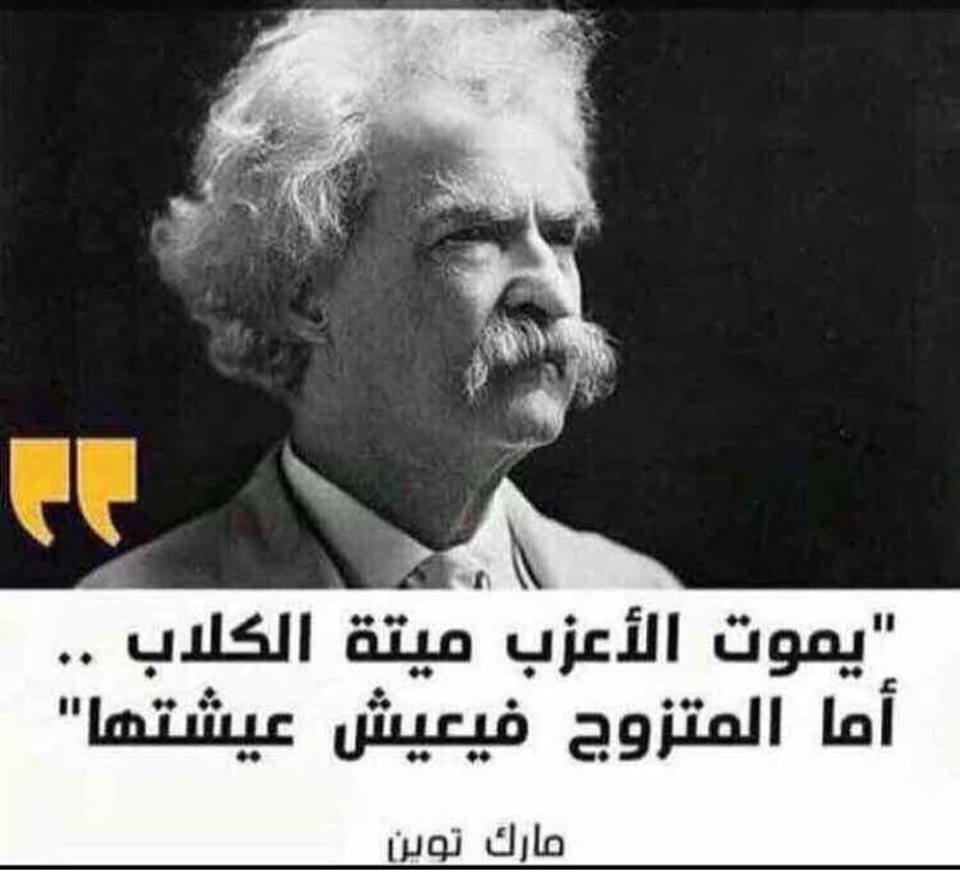 "يموت الأعزب ميتة الكلاب ..
أما المتزوج فيعيش عيشتها"
مارك توين